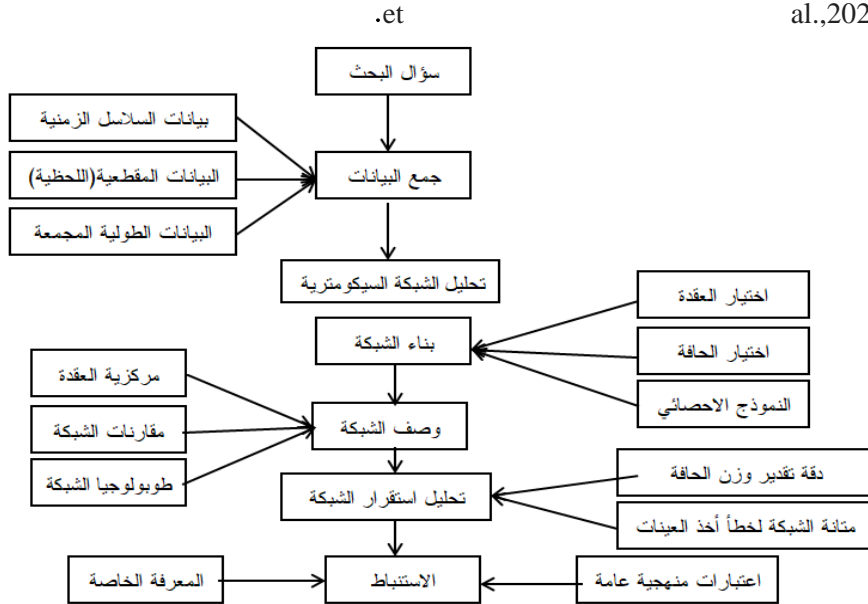 .et al.,202
سؤال البحث
بيانات السلاسل الزمنية
جمع البيانات
البيانات المقطعية(اللحظية)
البيانات الطولية المجمعة
تحليل الشبكة السيكومترية
اختيار العقدة
بناء الشبكة
اختيار الحافة
النموذج الاحصائي
مركزية العقدة
وصف الشبكة
مقارنات الشبكة
طوبولوجيا الشبكة
دقة تقدير وزن الحافة
تحليل استقرار الشبكة
متانة الشبكة لخطأ أخذ العينات
اعتبارات منهجية عامة
الاستنباط
المعرفة الخاصة